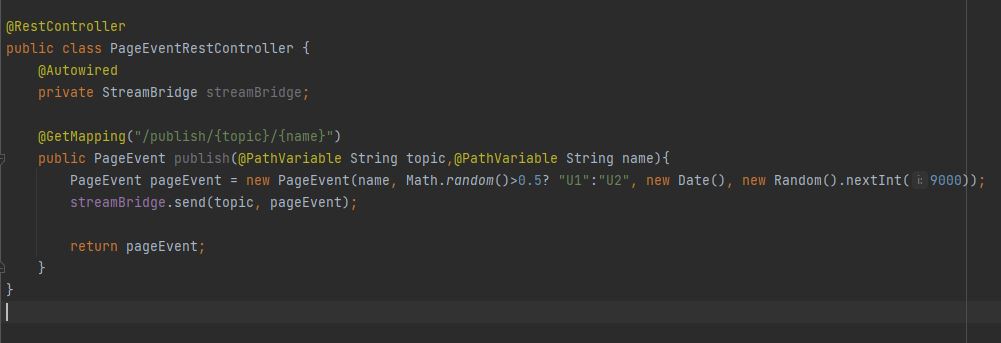 @RestController
public class PageEventRestController {
@Autowired
private StreamBridge streamBridge;
@GetMapping("/publish/{topic}/{name}")
public PageEvent publish(@PathVariable String topic,@PathVariable String name){
PageEvent pageEvent = new PageEvent(name, Math.random()>0.5? "U1":"U2", new Date(), new Random().nextInt( i: 9000));
streamBridge.send(topic, pageEvent);
return pageEvent;
}
}